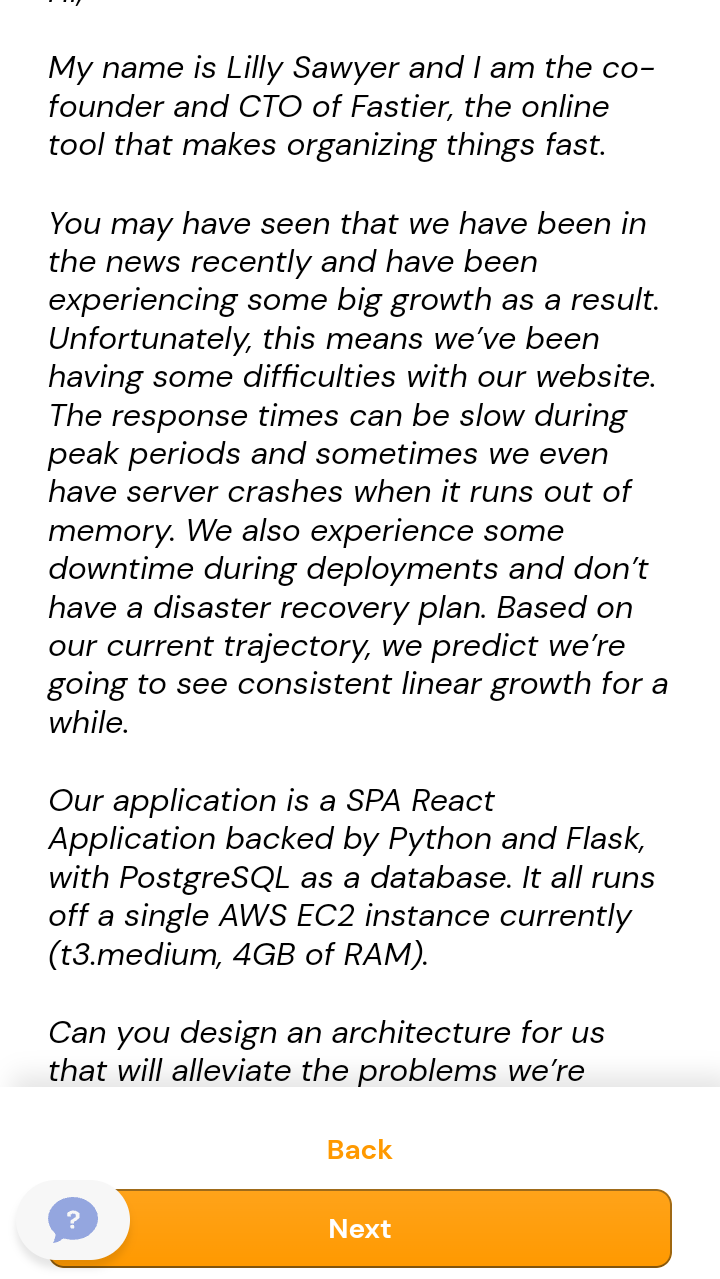 Hi,
My name is Lilly Sawyer and I am the co-
founder and CTO of Fastier, the online
tool that makes organizing things fast.
You may have seen that we have been in
the news recently and have been
experiencing some big growth as a result.
Unfortunately, this means we’ve been
having some difficulties with our website.
The response times can be slow during
peak periods and sometimes we even
have server crashes when it runs out of
memory. We also experience some
downtime during deployments and don’t
have a disaster recovery plan. Based on
our current trajectory, we predict we’re
going to see consistent linear growth for a
while.
Our application is a SPA React
Application backed by Python and Flask,
with PostgreSQL as a database. It all runs
off a single AWS EC2 instance currently
(t3.medium, 4GB of RAM).
Can you design an architecture for us
that will alleviate the problems we’re
Back
?
Next